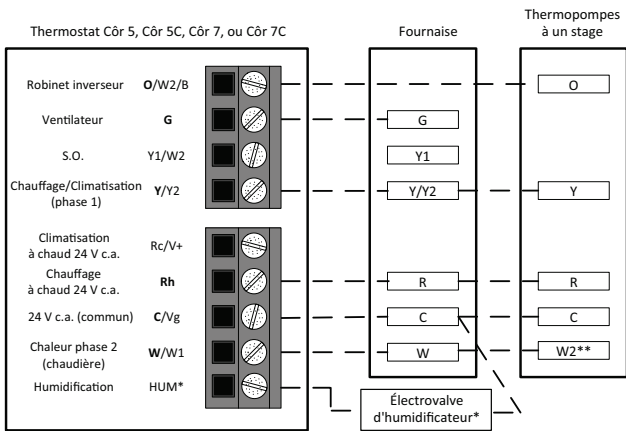 Thermostat Côr 5, Côr 5C, Côr 7, ou Côr 7C
Fournaise
Thermopompes
à un stage
Robinet inverseur O/W2/B
O
Ventilateur G
G
S.O. Y1/W2
Y1
Chauffage/Climatisation
(phase 1)
Y/Y2
Y/Y2
Y
Climatisation
à chaud 24 V c.a.
Rc/V+
Chauffage
à chaud 24 V c.a.
Rh
R
R
24 V c.a. (commun) C/Vg
C
C
Chaleur phase 2
(chaudière)
W/W1
W
W2**
Humidification HUM*
Électrovalve
d'humidificateur*